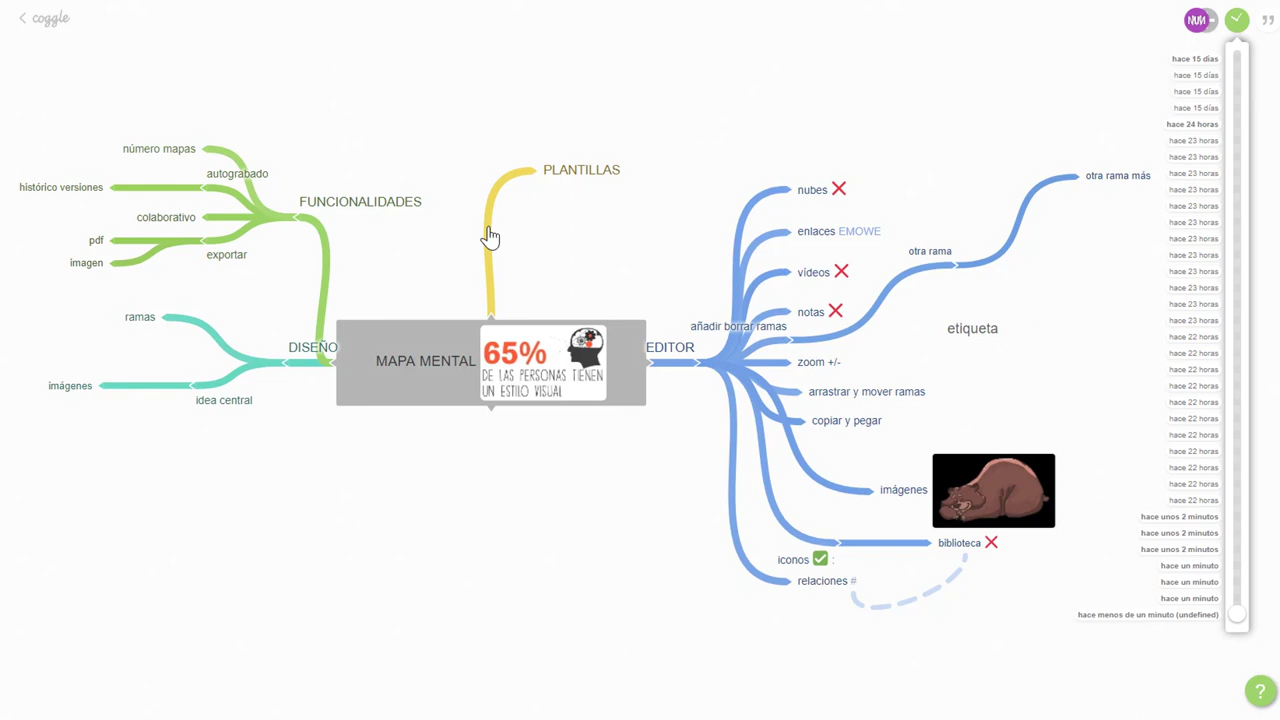 coggle
NUM
número mapas
autograbado
histórico versiones
FUNCIONALIDADES
colaborativo
pdf
imagen
exportar
ramas
DISEÑO
imágenes
idea central
PLANTILLAS
MAPA MENTAL
65%
DE LAS PERSONAS TIENEN
UN ESTILO VISUAL
EDITOR
nubes ❌
enlaces EMOWE
vídeos ❌
notas ❌
añadir borrar ramas
otra rama
otra rama más
etiqueta
zoom +/-
arrastrar y mover ramas
copiar y pegar
imágenes
biblioteca ❌
iconos ✅ :
relaciones #
hace 15 días
hace 15 días
hace 15 días
hace 15 días
hace 24 horas
hace 23 horas
hace 23 horas
hace 23 horas
hace 23 horas
hace 23 horas
hace 23 horas
hace 23 horas
hace 23 horas
hace 23 horas
hace 23 horas
hace 22 horas
hace 22 horas
hace 22 horas
hace 22 horas
hace 22 horas
hace 22 horas
hace 22 horas
hace 22 horas
hace 22 horas
hace 22 horas
hace 22 horas
hace 22 horas
hace 22 horas
hace unos 2 minutos
hace unos 2 minutos
hace unos 2 minutos
hace un minuto
hace un minuto
hace un minuto
hace menos de un minuto (undefined)
?